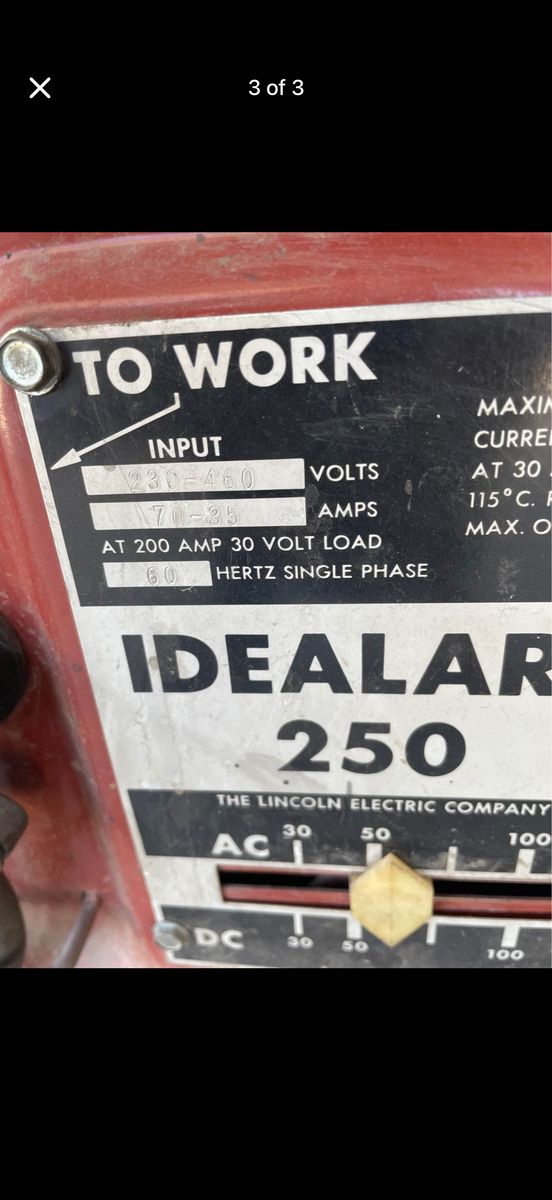 3 of 3
TO WORK
INPUT
230-460 VOLTS
70-35 AMPS
AT 200 AMP 30 VOLT LOAD
60 HERTZ SINGLE PHASE
MAXIM
CURRE
AT 30
115°C.
MAX. O
IDEALAR
250
THE LINCOLN ELECTRIC COMPANY
AC 30 50 100
DC 30 50 100